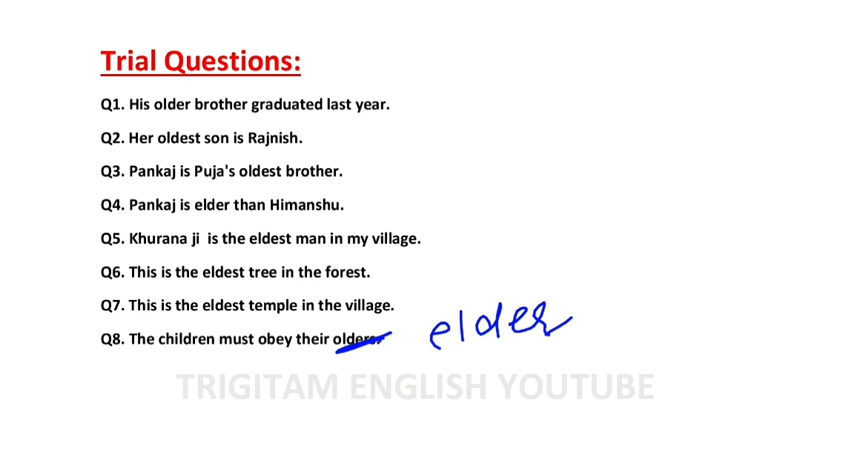 Trial Questions:
Q1. His older brother graduated last year.
Q2. Her oldest son is Rajnish.
Q3. Pankaj is Puja's oldest brother.
Q4. Pankaj is elder than Himanshu.
Q5. Khurana ji is the eldest man in my village.
Q6. This is the eldest tree in the forest.
Q7. This is the eldest temple in the village.
Q8. The children must obey their olders. elder
TRIGITAM ENGLISH YOUTUBE